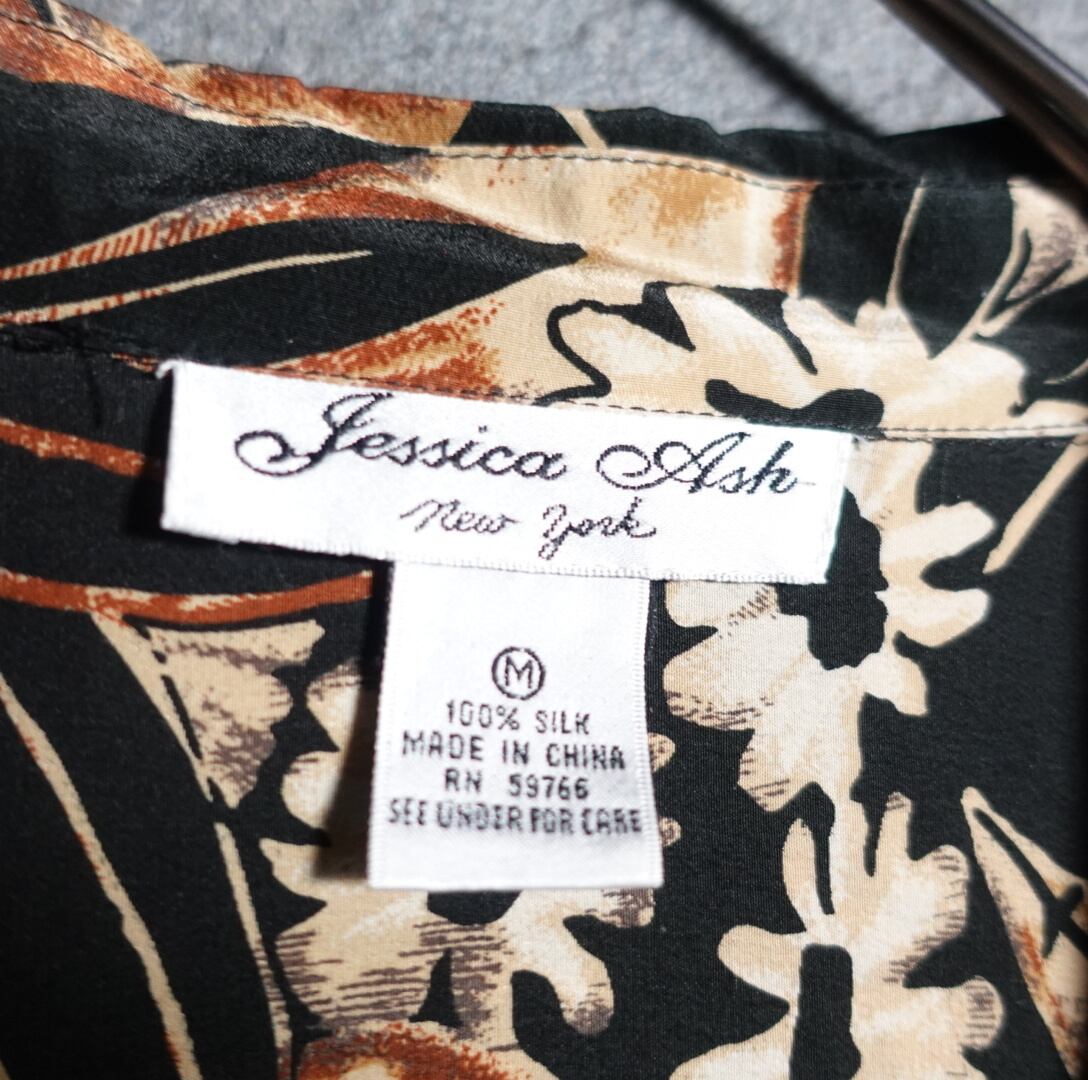 Jessica Ash
New York
M
100% SILK
MADE IN CHINA
RN 59766
SEE UNDER FOR CARE